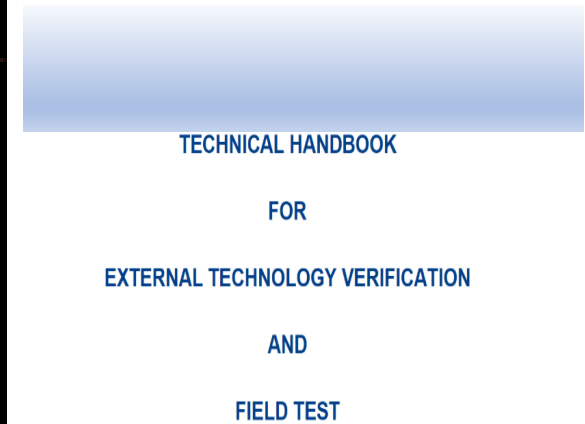 TECHNICAL HANDBOOK
FOR
EXTERNAL TECHNOLOGY VERIFICATION
AND
FIELD TEST